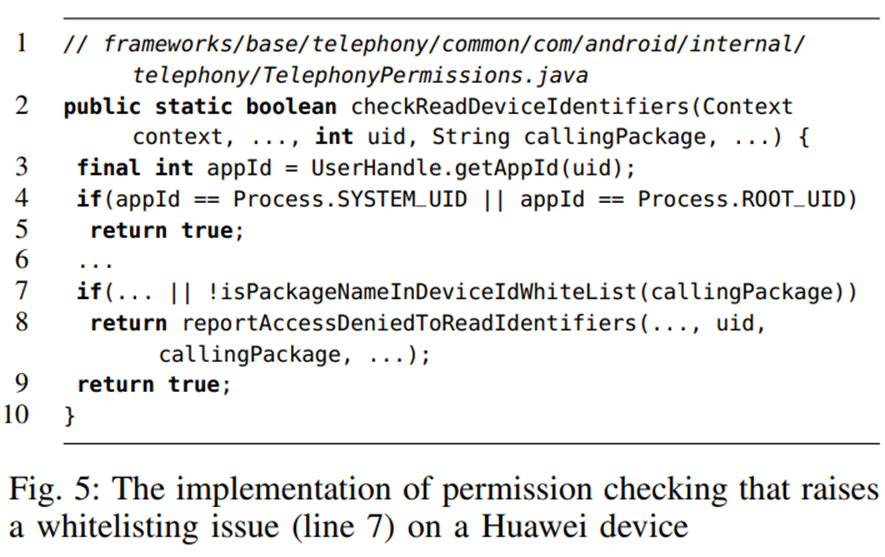 1 // frameworks/base/telephony/common/com/android/internal/
telephony/TelephonyPermissions.java
2 public static boolean checkReadDeviceIdentifiers(Context
context, ..., int uid, String callingPackage, ...) {
3 final int appId = UserHandle.getAppId(uid);
4 if(appId == Process.SYSTEM_UID || appId == Process.ROOT_UID)
5 return true;
6 ...
7 if(... || !isPackageNameInDeviceIdWhiteList(callingPackage))
8 return reportAccessDeniedToReadIdentifiers(..., uid,
callingPackage, ...);
9 return true;
10 }
Fig. 5: The implementation of permission checking that raises
a whitelisting issue (line 7) on a Huawei device